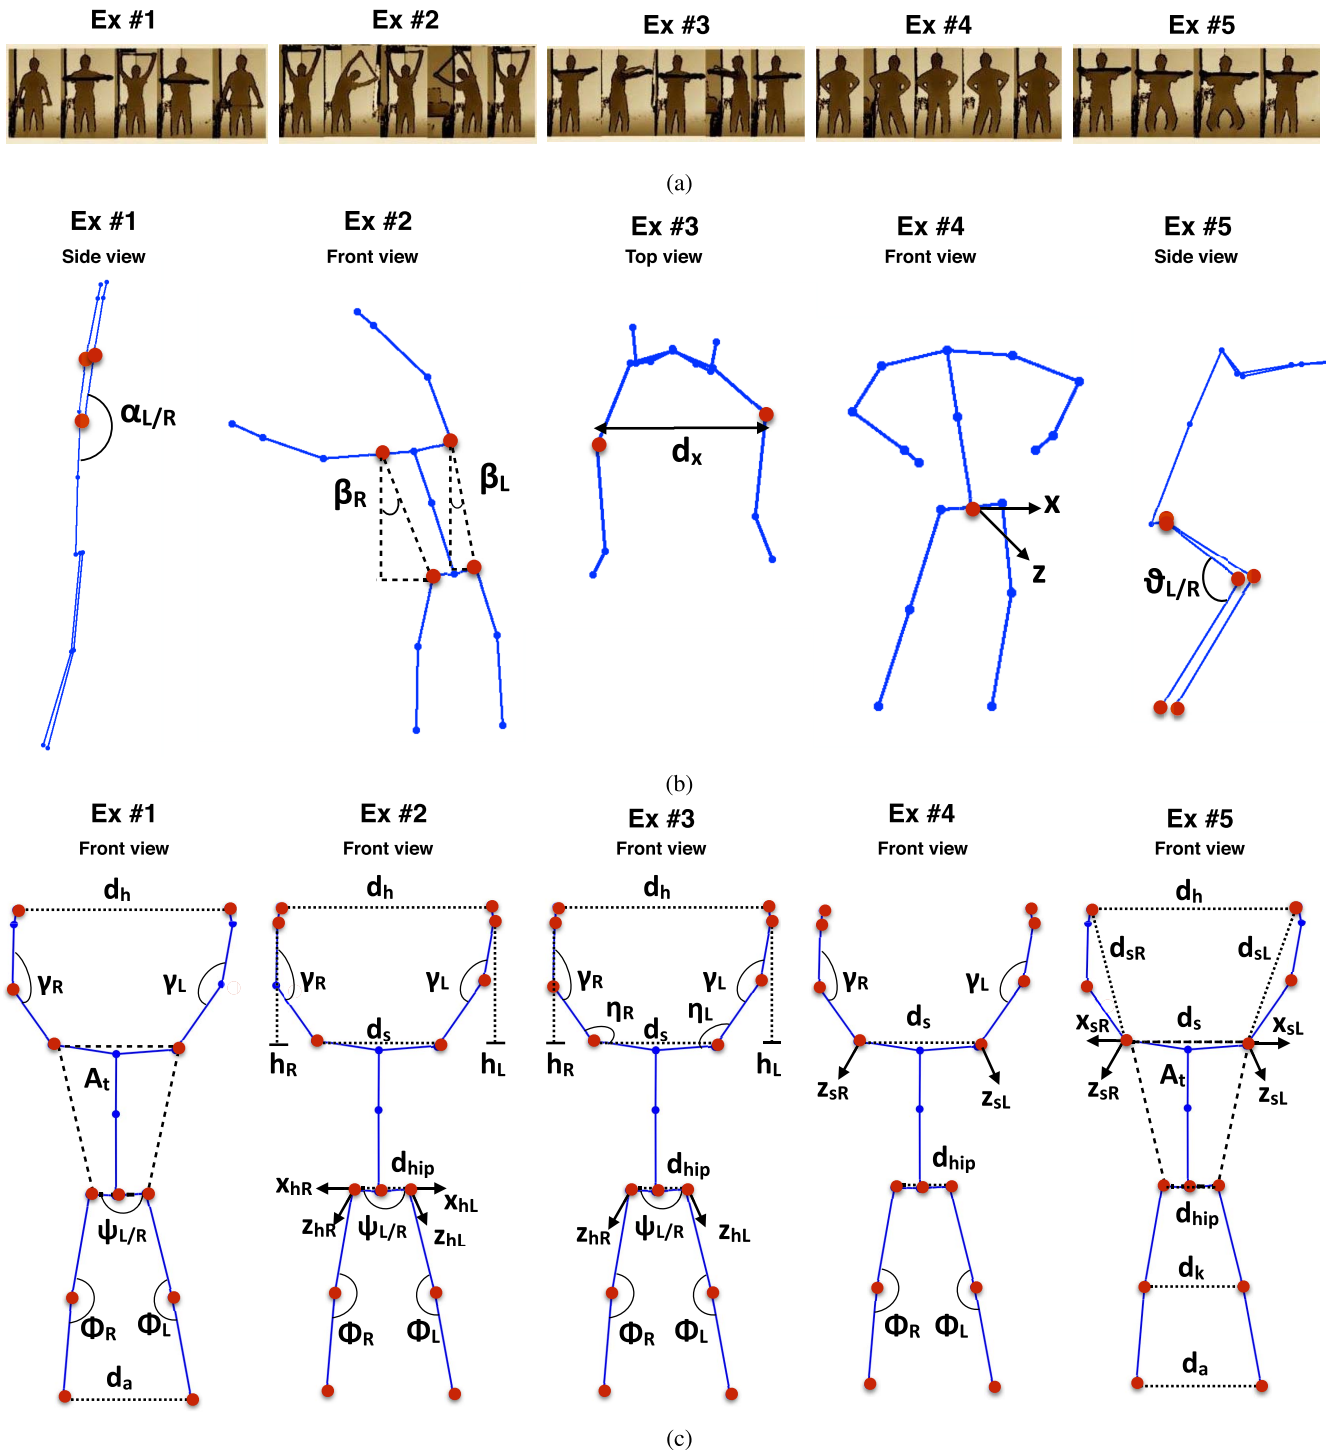 Ex #1 Ex #2 Ex #3 Ex #4 Ex #5
(a)
Ex #1 Ex #2 Ex #3 Ex #4 Ex #5
Side view Front view Top view Front view Side view
αL/R
βR βL
dx
x
z
ϑL/R
(b)
Ex #1 Ex #2 Ex #3 Ex #4 Ex #5
Front view Front view Front view Front view Front view
dh dh dh dh
dsR dsL
γR γL γR γL γR γL γR γL
ηR ηL
ds ds ds ds
xsR xsL
hR hL hR hL
At zsR zsL zsR At zsL
dhip dhip dhip
xhR xhL
ψL/R zhR ψL/R zhL zhR ψL/R zhL dhip
dk
ΦR ΦL ΦR ΦL ΦR ΦL ΦR ΦL
da da
(c)